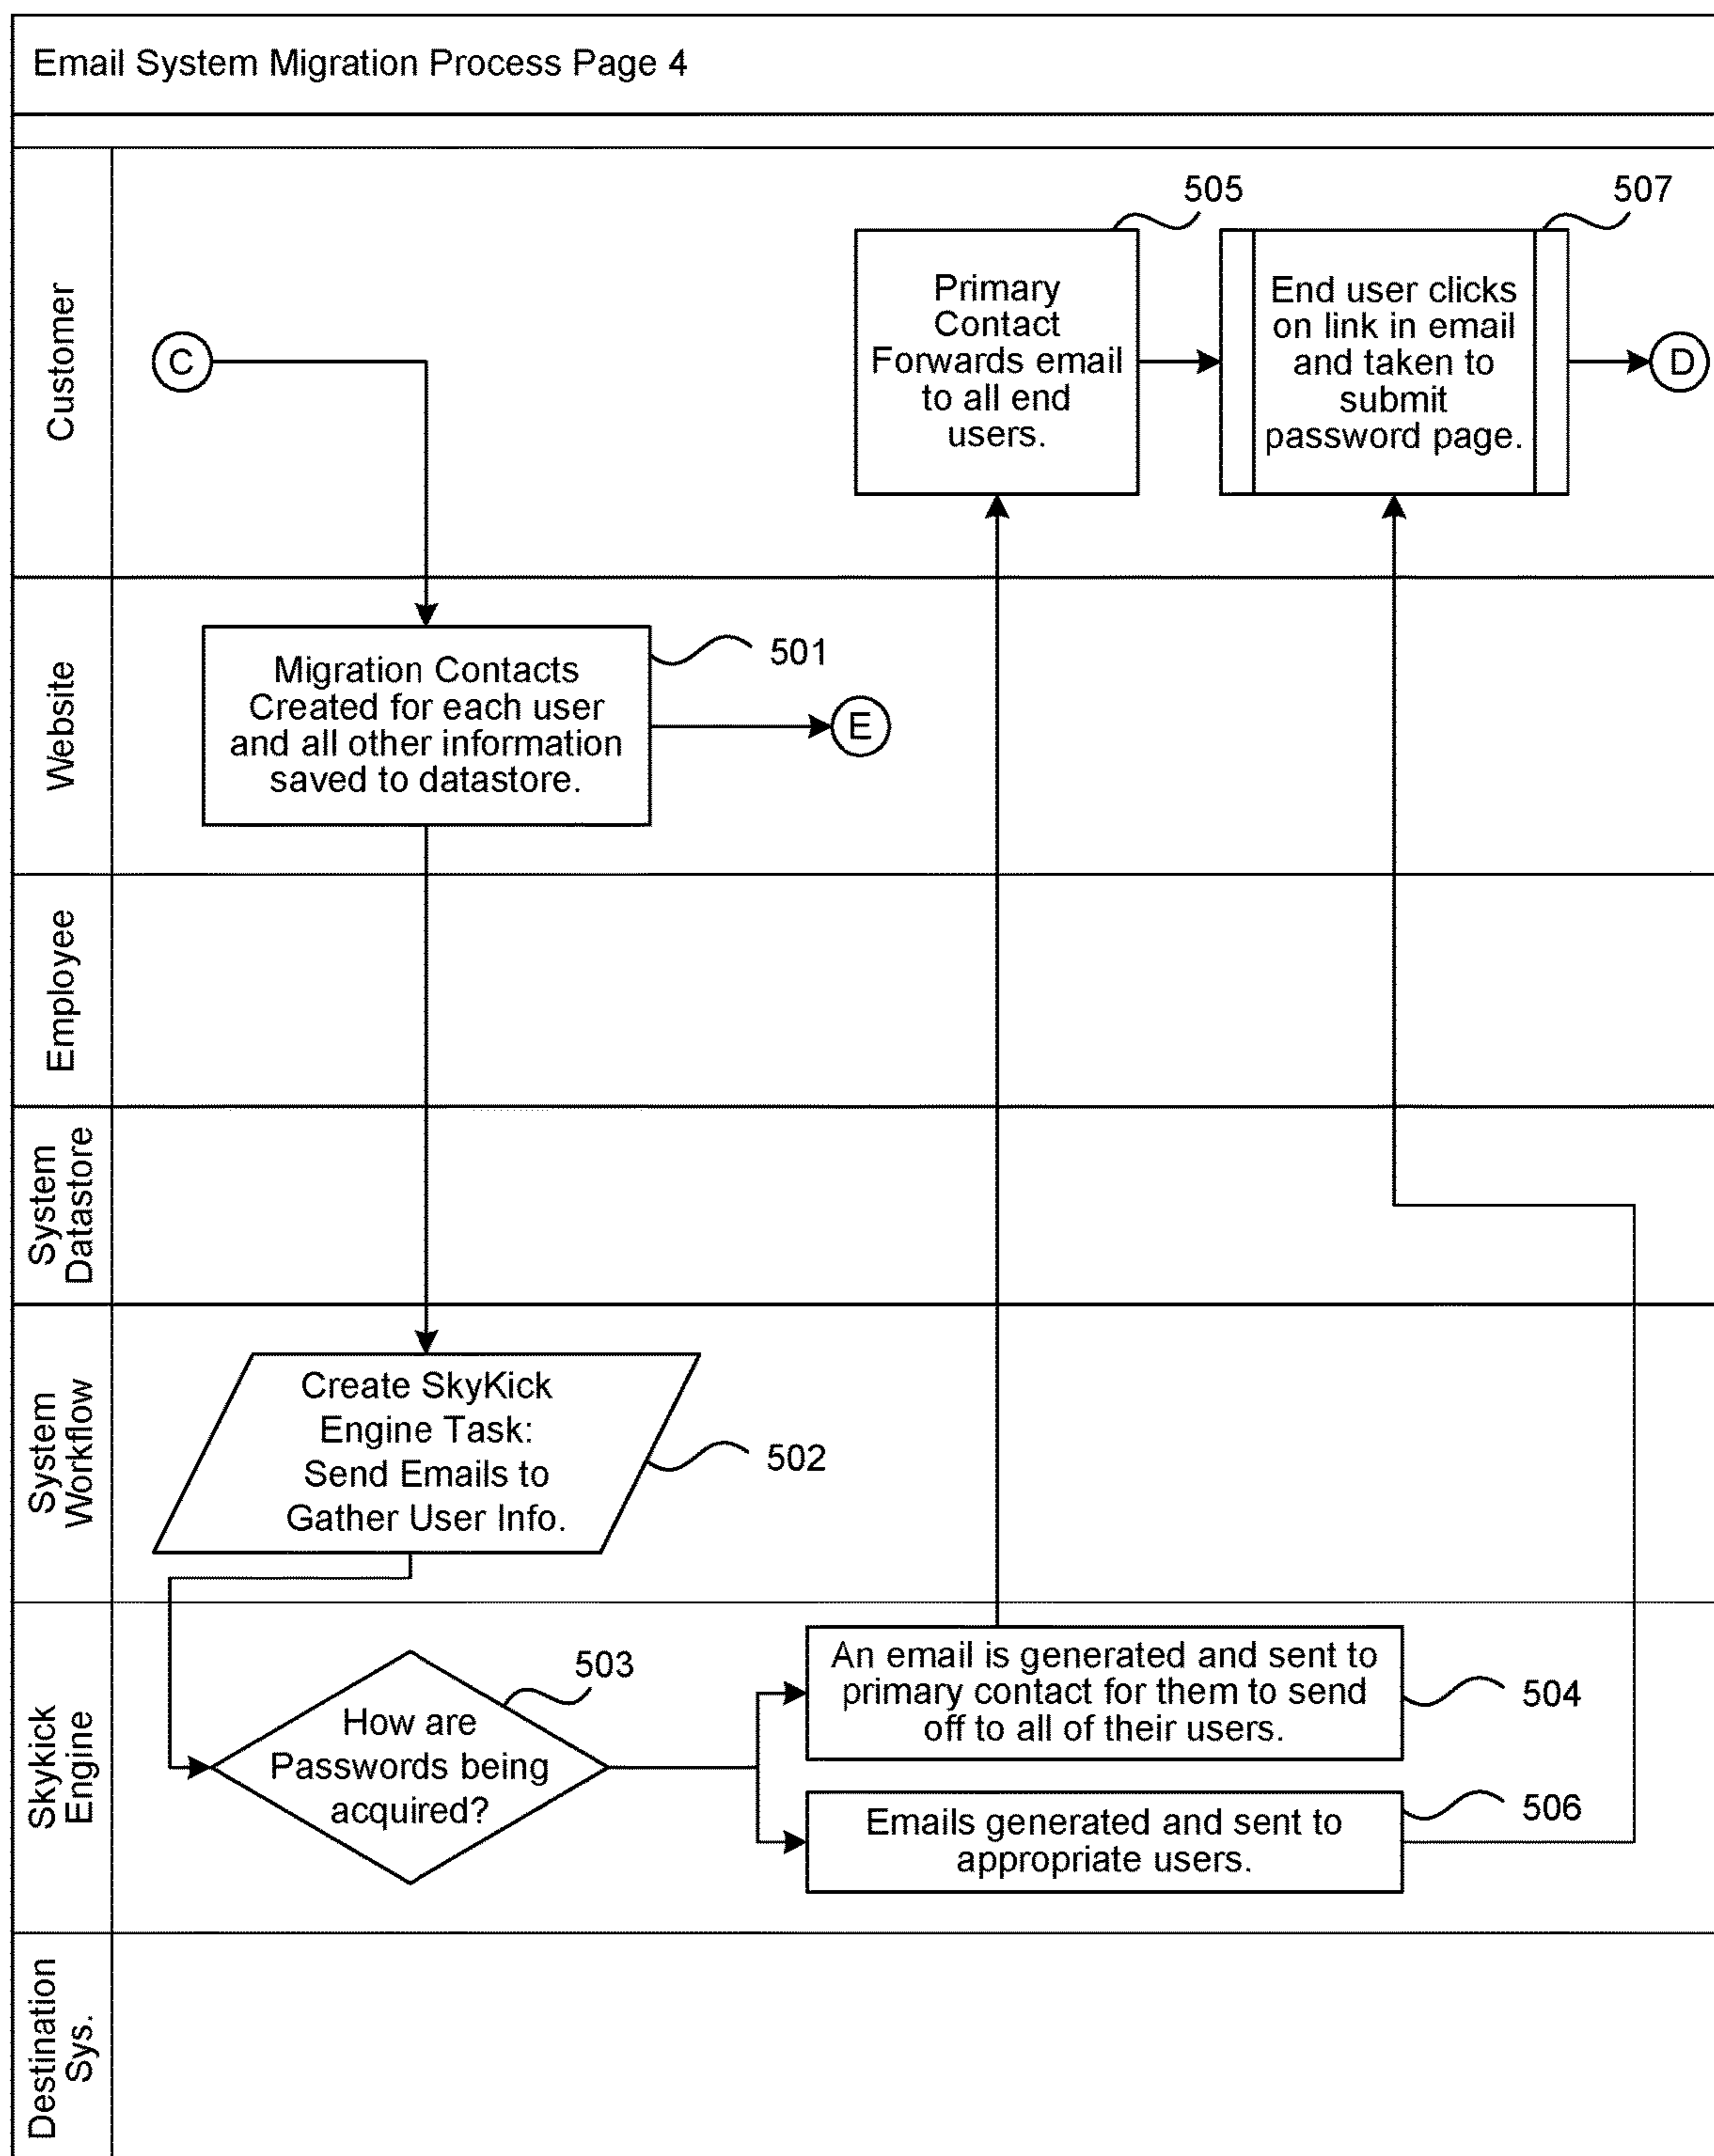 Email System Migration Process Page 4
Customer
C
505
Primary
Contact
Forwards email
to all end
users.
507
End user clicks
on link in email
and taken to
submit
password page.
D
Website
501
Migration Contacts
Created for each user
and all other information
saved to datastore.
E
Employee
System
Datastore
System
Workflow
Create SkyKick
Engine Task:
Send Emails to
Gather User Info.
502
Skykick
Engine
503
How are
Passwords being
acquired?
An email is generated and sent to
primary contact for them to send
off to all of their users.
504
Emails generated and sent to
appropriate users.
506
Destination
Sys.